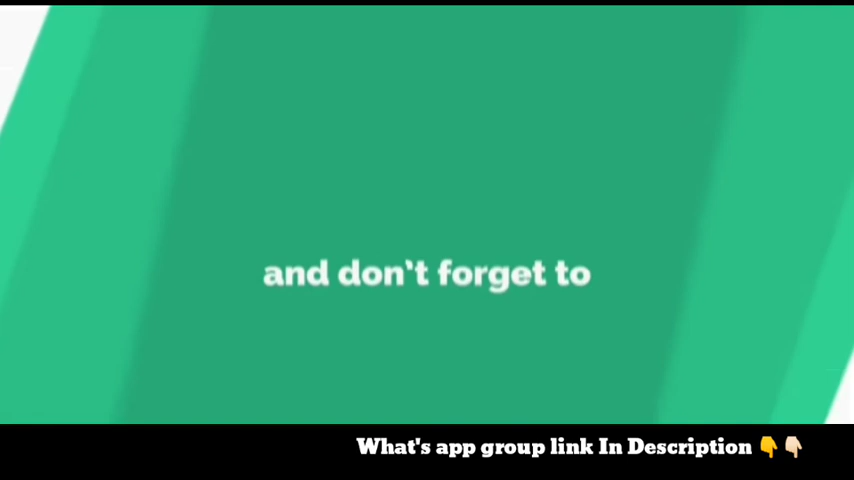 and don't forget to
What's app group link In Description 👇👇🏻